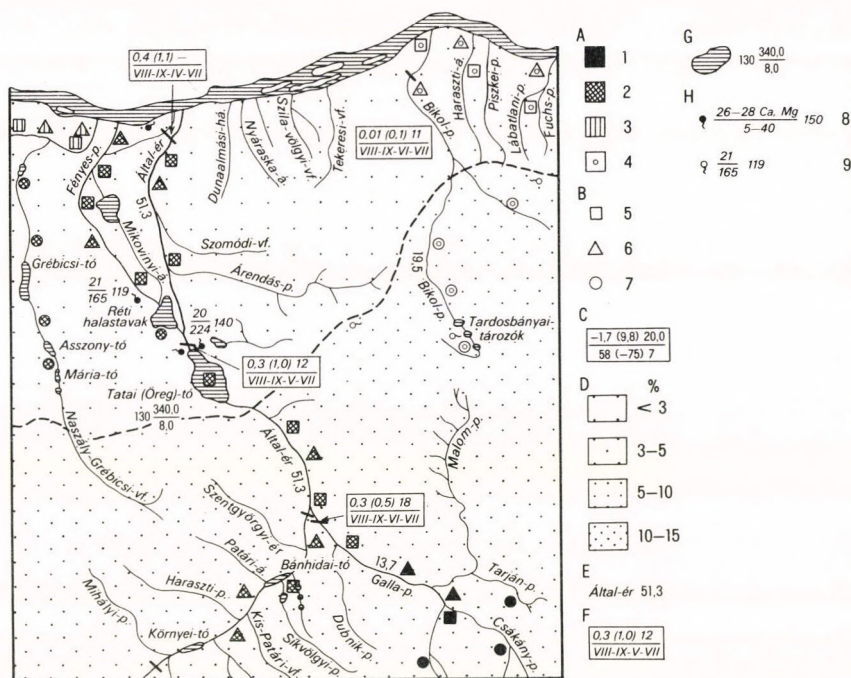 0,4 (1,1) —
VIII-IX-IV-VII
Fényes-p.
Által-ér
51,3
Mikovinyi-á.
Dunaalmási-há.
Nyáraska-á.
Szila-völgyi-vf.
Tekeresi-vf.
0,01 (0,1) 11
VIII-IX-VI-VII
Bikol-p.
Haraszti-á.
Piszkei-p.
Lábatlani-p.
Fuchs-p.
Szomódi-vf.
Árendás-p.
19,5
Bikol-p.
Tardosbányai-
tározók
Grébicsi-tó
21
165 119
Réti
halastavak
20
224 140
Asszony-tó
Mária-tó
0,3 (1,0) 12
VIII-IX-V-VII
Tatai (Öreg)-tó
130 340,0
8,0
Naszály-Grébicsi-vf.
Által-ér 51,3
Malom-p.
0,3 (0,5) 18
VIII-IX-VI-VII
Szentgyörgyi-ér
Patári-á.
Bánhidai-tó
13,7
Galla-p.
Tarján-p.
Csákány-p.
Mihályi-p.
Haraszti-p.
Környei-tó
Kis-Patári-vf.
Síkvölgyi-p.
Dubnik-p.
A
1
2
3
4
B
5
6
7
C
-1,7 (9,8) 20,0
58 (-75) 7
D
%
< 3
3–5
5–10
10–15
E
Által-ér 51,3
F
0,3 (1,0) 12
VIII-IX-V-VII
G
130 340,0
8,0
H
26–28 Ca, Mg
5–40 150 8
21
165 119 9